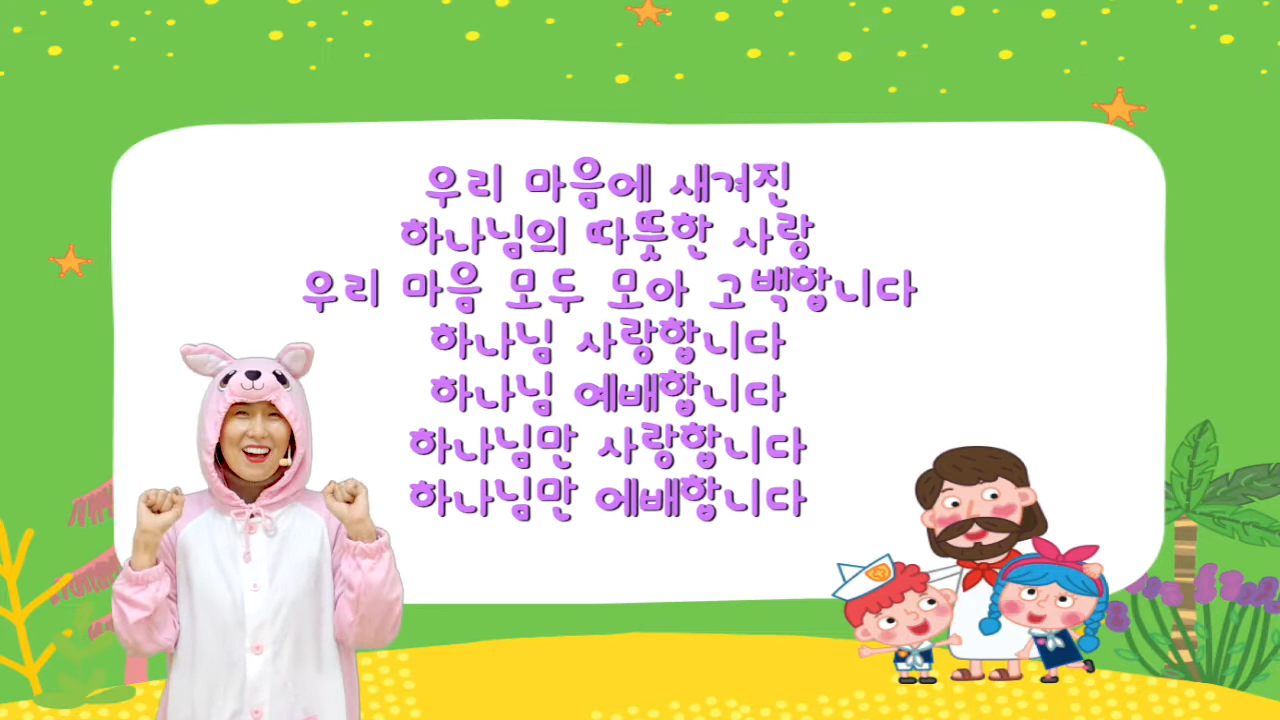 우리 마음에 새겨진
하나님의 따뜻한 사랑
우리 마음 모두 모아 고백합니다
하나님 사랑합니다
하나님 예배합니다
하나님만 사랑합니다
하나님만 에배합니다